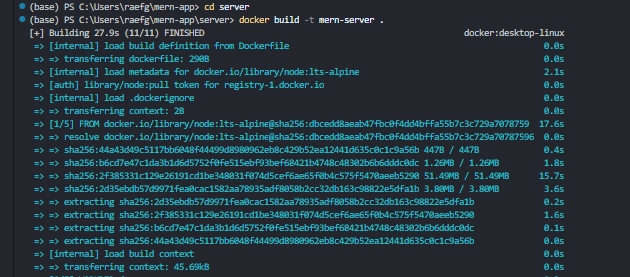 (base) PS C:\Users\raefg\mern-app> cd server
(base) PS C:\Users\raefg\mern-app\server> docker build -t mern-server .
[+] Building 27.9s (11/11) FINISHED docker:desktop-linux
=> [internal] load build definition from Dockerfile 0.0s
=> => transferring dockerfile: 290B 0.0s
=> [internal] load metadata for docker.io/library/node:lts-alpine 2.1s
=> [auth] library/node:pull token for registry-1.docker.io 0.0s
=> [internal] load .dockerignore 0.0s
=> => transferring context: 2B 0.0s
=> [1/5] FROM docker.io/library/node:lts-alpine@sha256:dbcedd8aeab47fbc0f4dd4bffa55b7c3c729a7078759 17.6s
=> => resolve docker.io/library/node:lts-alpine@sha256:dbcedd8aeab47fbc0f4dd4bffa55b7c3c729a70787596 0.0s
=> => sha256:44a43d49c5117bb6048f44499d8980962eb8c429b52ea12441d635c0c1c9a56b 447B / 447B 0.4s
=> => sha256:b6cd7e47c1da3b1d6d5752f0fe515ebf93bef68421b4748c48302b6b6dddc0dc 1.26MB / 1.26MB 1.8s
=> => sha256:2f385331c129e26191cd1be348031f074d5cef6ae65f0b4c575f5470aeeb5290 51.49MB / 51.49MB 15.7s
=> => sha256:2d35ebdb57d9971fea0cac1582aa78935adf8058b2cc32db163c98822e5dfa1b 3.80MB / 3.80MB 3.6s
=> => extracting sha256:2d35ebdb57d9971fea0cac1582aa78935adf8058b2cc32db163c98822e5dfa1b 0.2s
=> => extracting sha256:2f385331c129e26191cd1be348031f074d5cef6ae65f0b4c575f5470aeeb5290 1.6s
=> => extracting sha256:b6cd7e47c1da3b1d6d5752f0fe515ebf93bef68421b4748c48302b6b6dddc0dc 0.1s
=> => extracting sha256:44a43d49c5117bb6048f44499d8980962eb8c429b52ea12441d635c0c1c9a56b 0.0s
=> [internal] load build context 0.0s
=> => transferring context: 45.69kB 0.0s